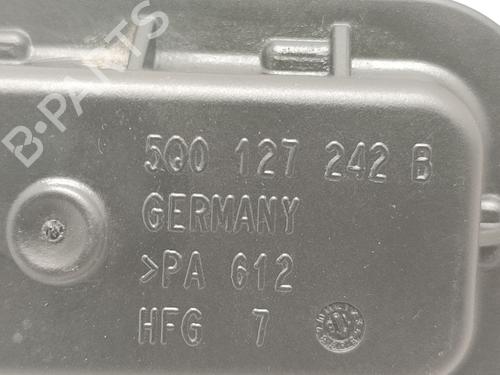 B-PARTS
5Q0 127 242 B
GERMANY
>PA 612
HFG 7